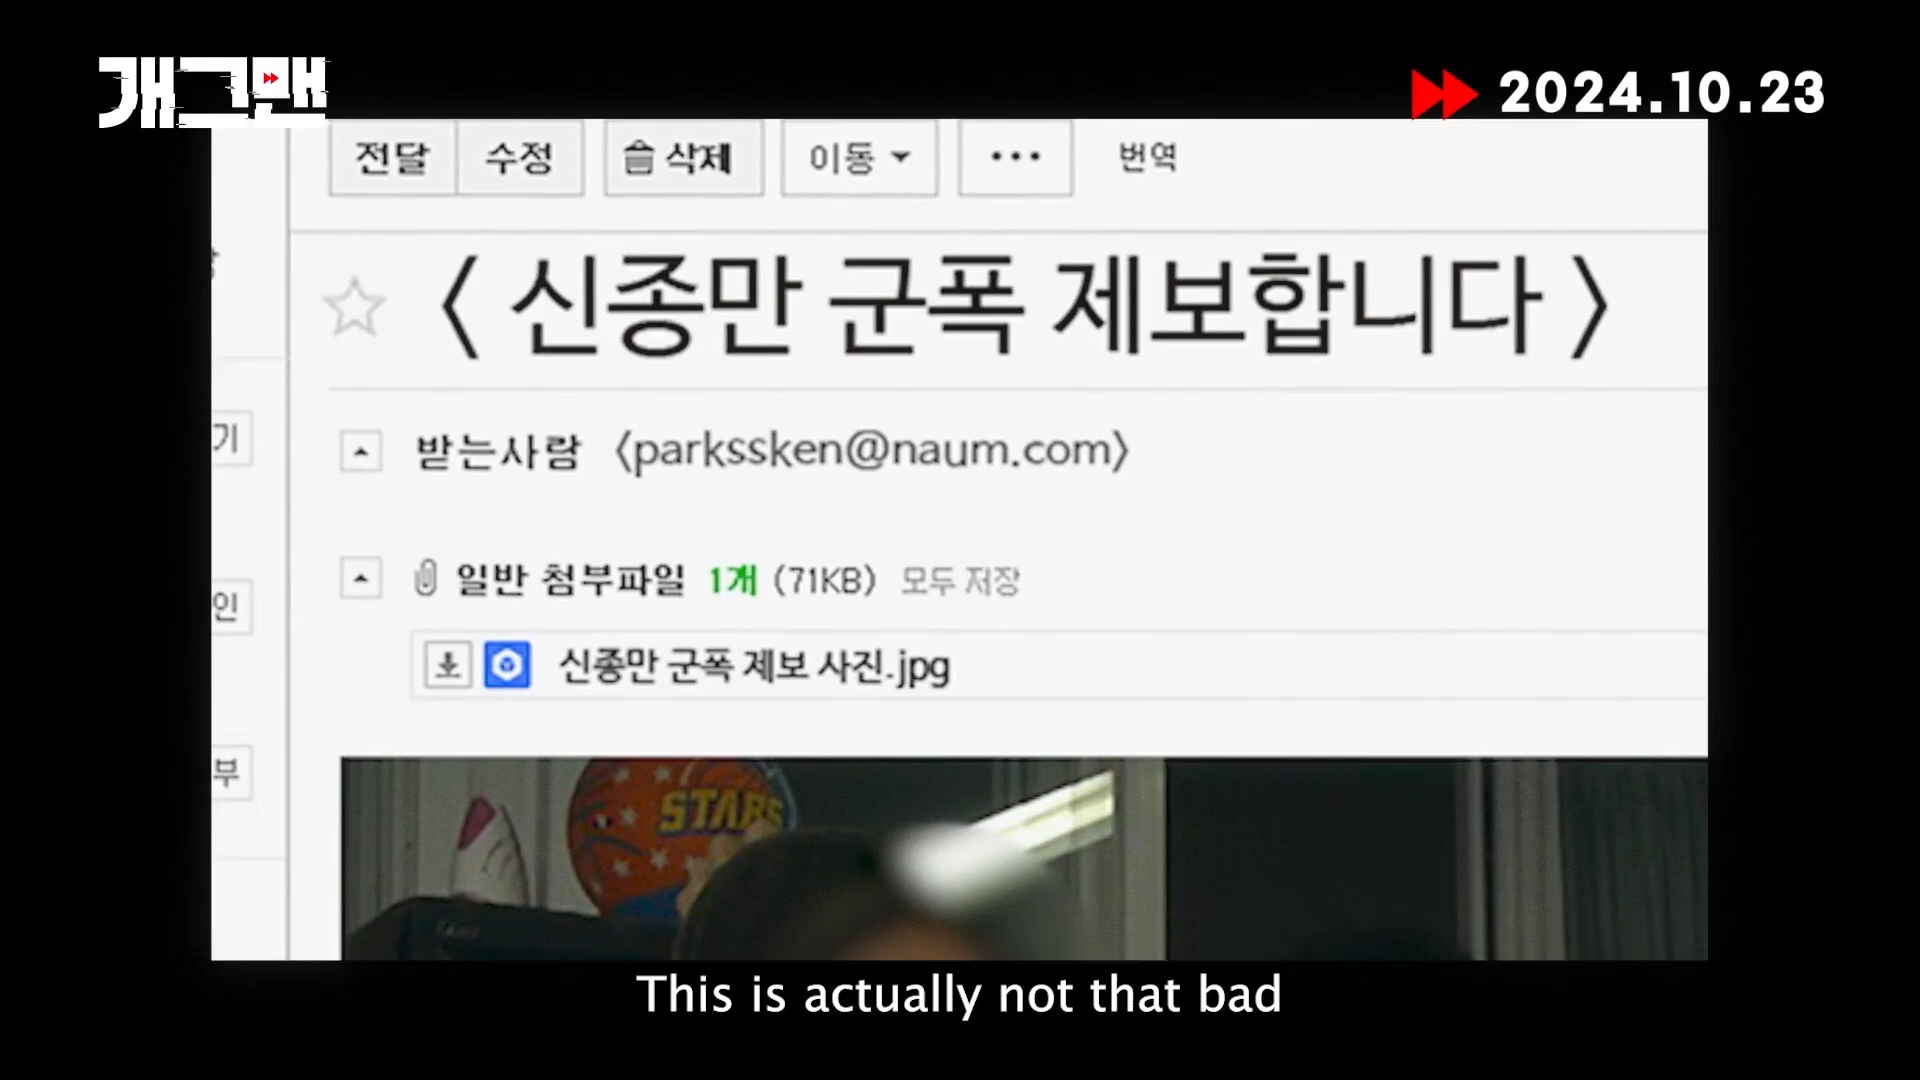 개그맨
2024.10.23
전달 수정 삭제 이동 ... 번역
〈 신종만 군폭 제보합니다 〉
기
받는사람 〈parkssken@naum.com〉
일반 첨부파일 1개 (71KB) 모두 저장
인
신종만 군폭 제보 사진.jpg
부
STARS
This is actually not that bad